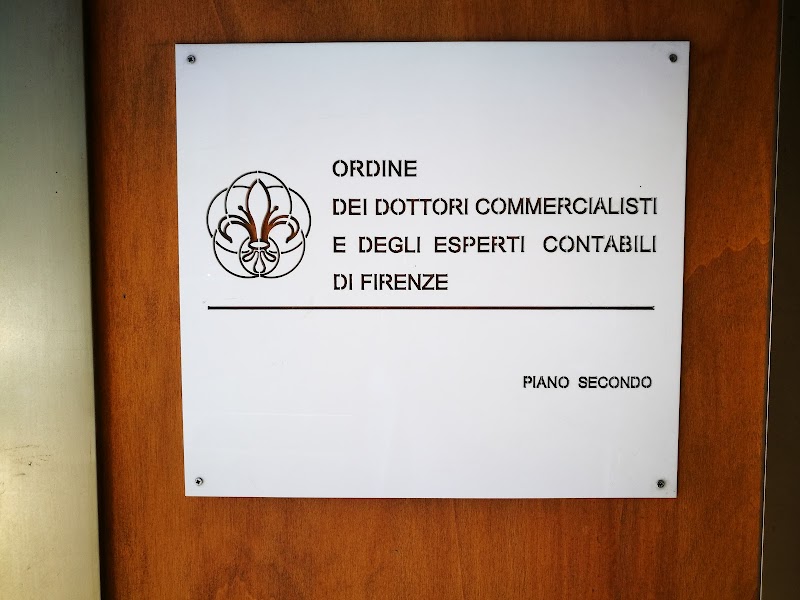 ORDINE
DEI DOTTORI COMMERCIALISTI
E DEGLI ESPERTI CONTABILI
DI FIRENZE
PIANO SECONDO